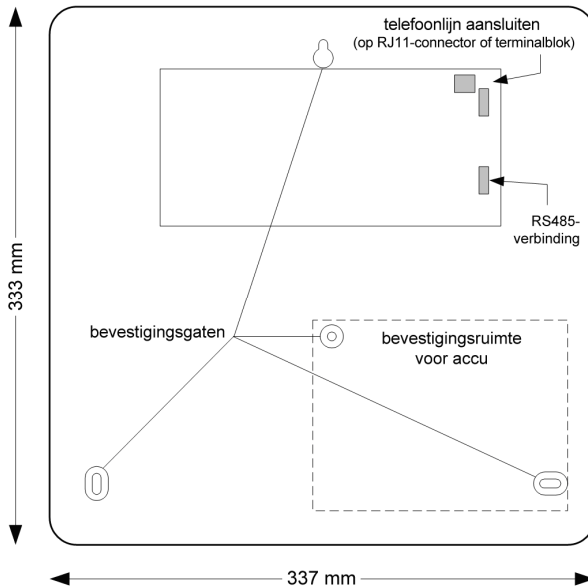 telefoonlijn aansluiten
(op RJ11-connector of terminalblok)
RS485-
verbinding
333 mm
bevestigingsgaten
bevestigingsruimte
voor accu
337 mm